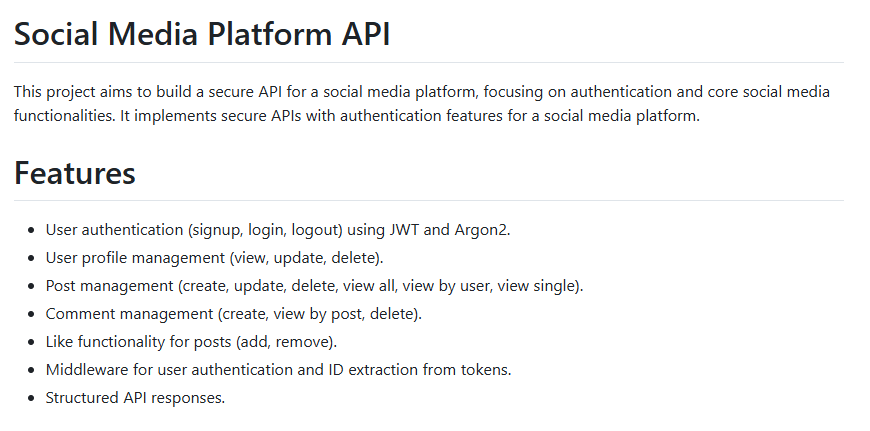 Social Media Platform API
This project aims to build a secure API for a social media platform, focusing on authentication and core social media
functionalities. It implements secure APIs with authentication features for a social media platform.
Features
• User authentication (signup, login, logout) using JWT and Argon2.
• User profile management (view, update, delete).
• Post management (create, update, delete, view all, view by user, view single).
• Comment management (create, view by post, delete).
• Like functionality for posts (add, remove).
• Middleware for user authentication and ID extraction from tokens.
• Structured API responses.